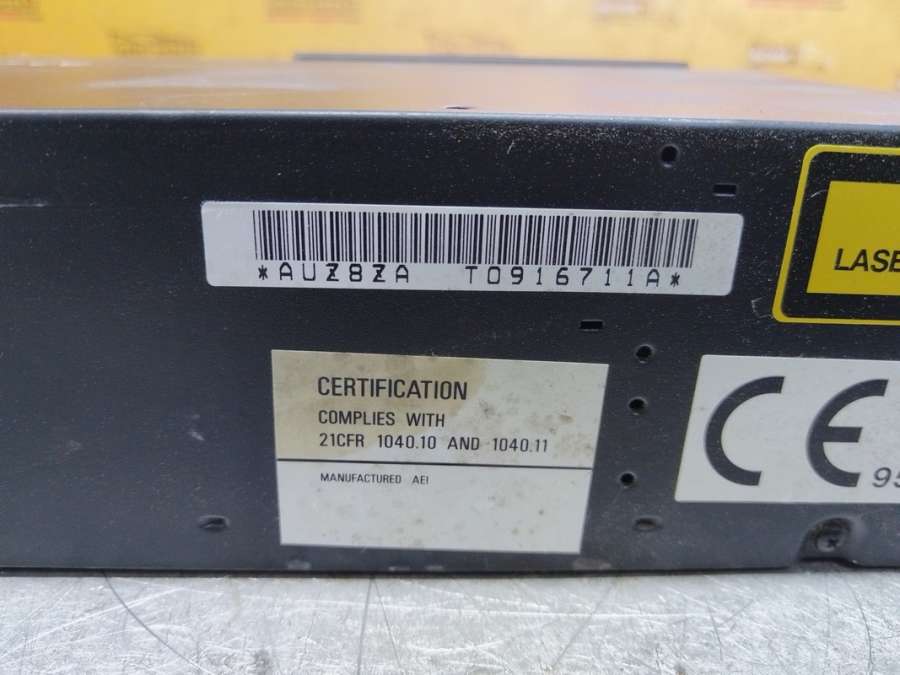 *AUZ8ZA T0916711A*
LASE
CERTIFICATION
COMPLIES WITH
21CFR 1040.10 AND 1040.11
MANUFACTURED AEI
CE
95